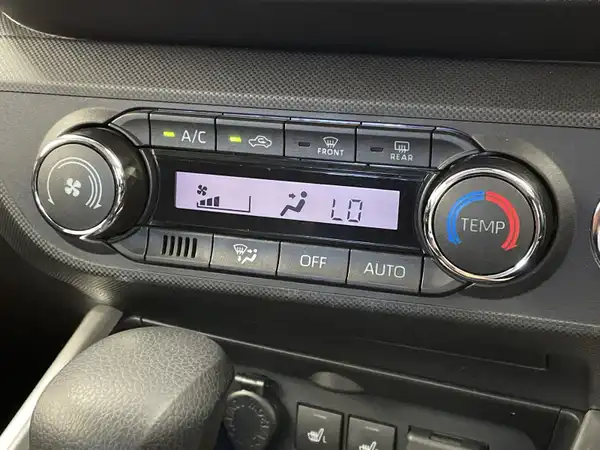 A/C
FRONT
REAR
LO
TEMP
OFF
AUTO
L